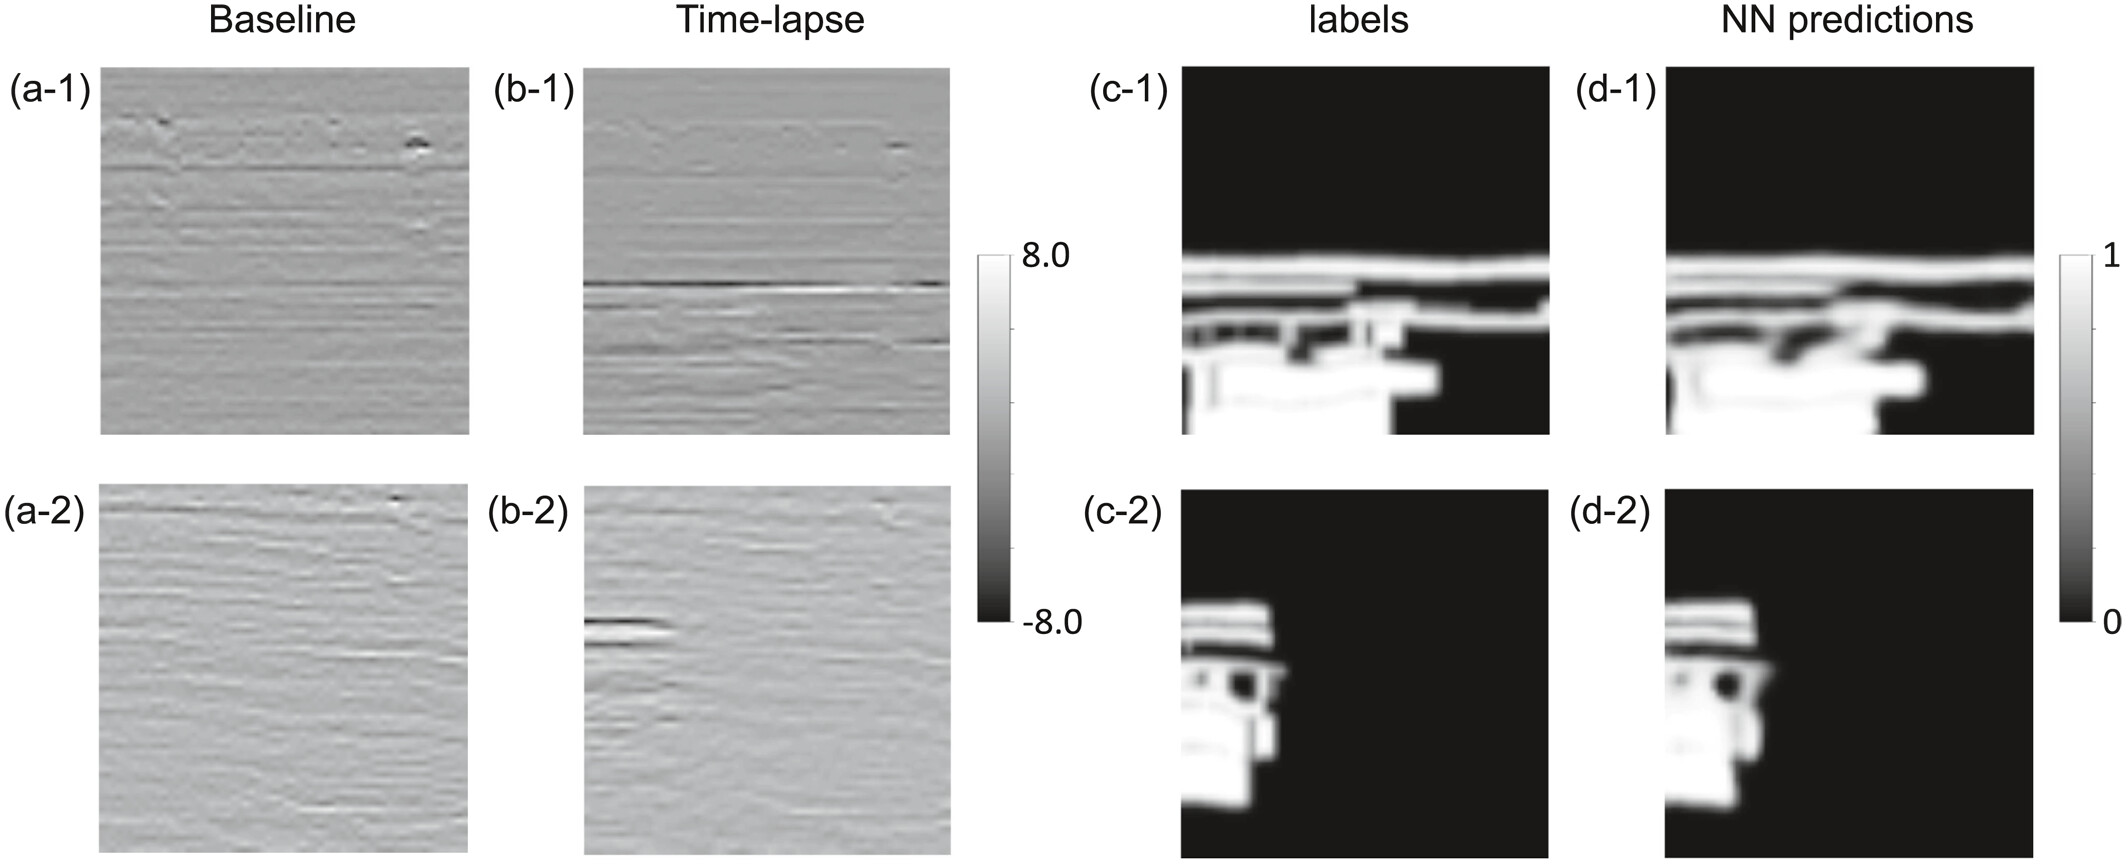 Baseline Time-lapse labels NN predictions
(a-1) (b-1) (c-1) (d-1)
8.0 1
-8.0 0
(a-2) (b-2) (c-2) (d-2)